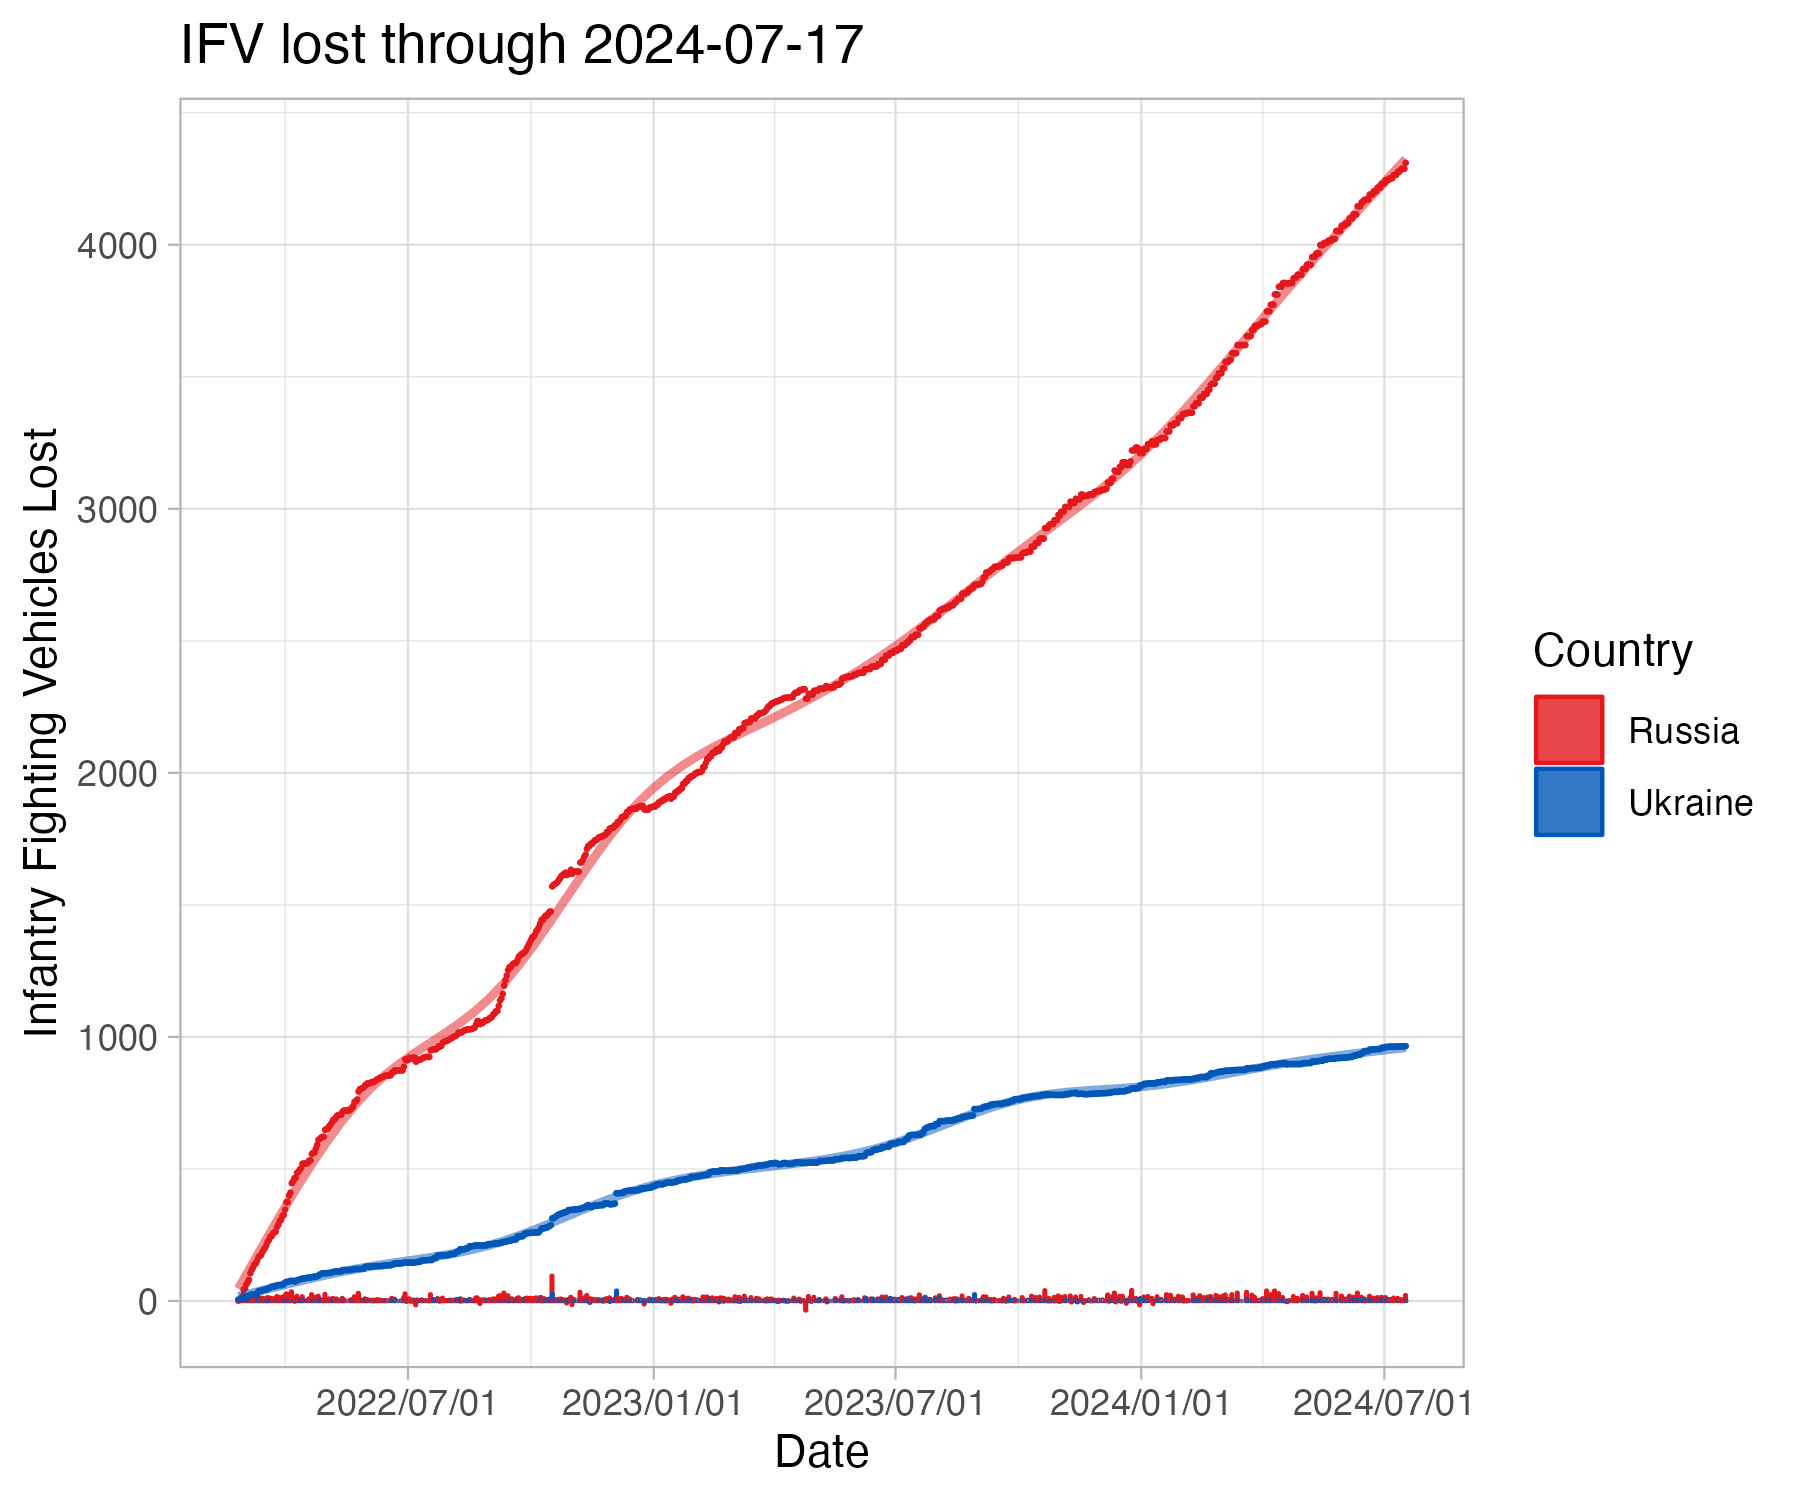 IFV lost through 2024-07-17
Infantry Fighting Vehicles Lost
4000
3000
2000
1000
0
2022/07/01
2023/01/01
2023/07/01
2024/01/01
2024/07/01
Date
Country
Russia
Ukraine